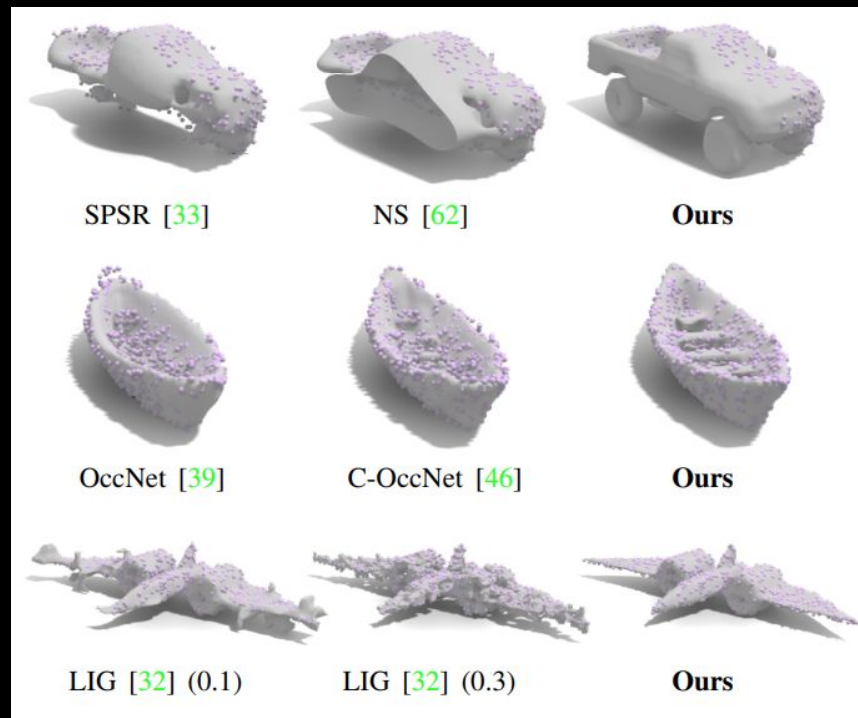 SPSR [33] NS [62] Ours
OccNet [39] C-OccNet [46] Ours
LIG [32] (0.1) LIG [32] (0.3) Ours